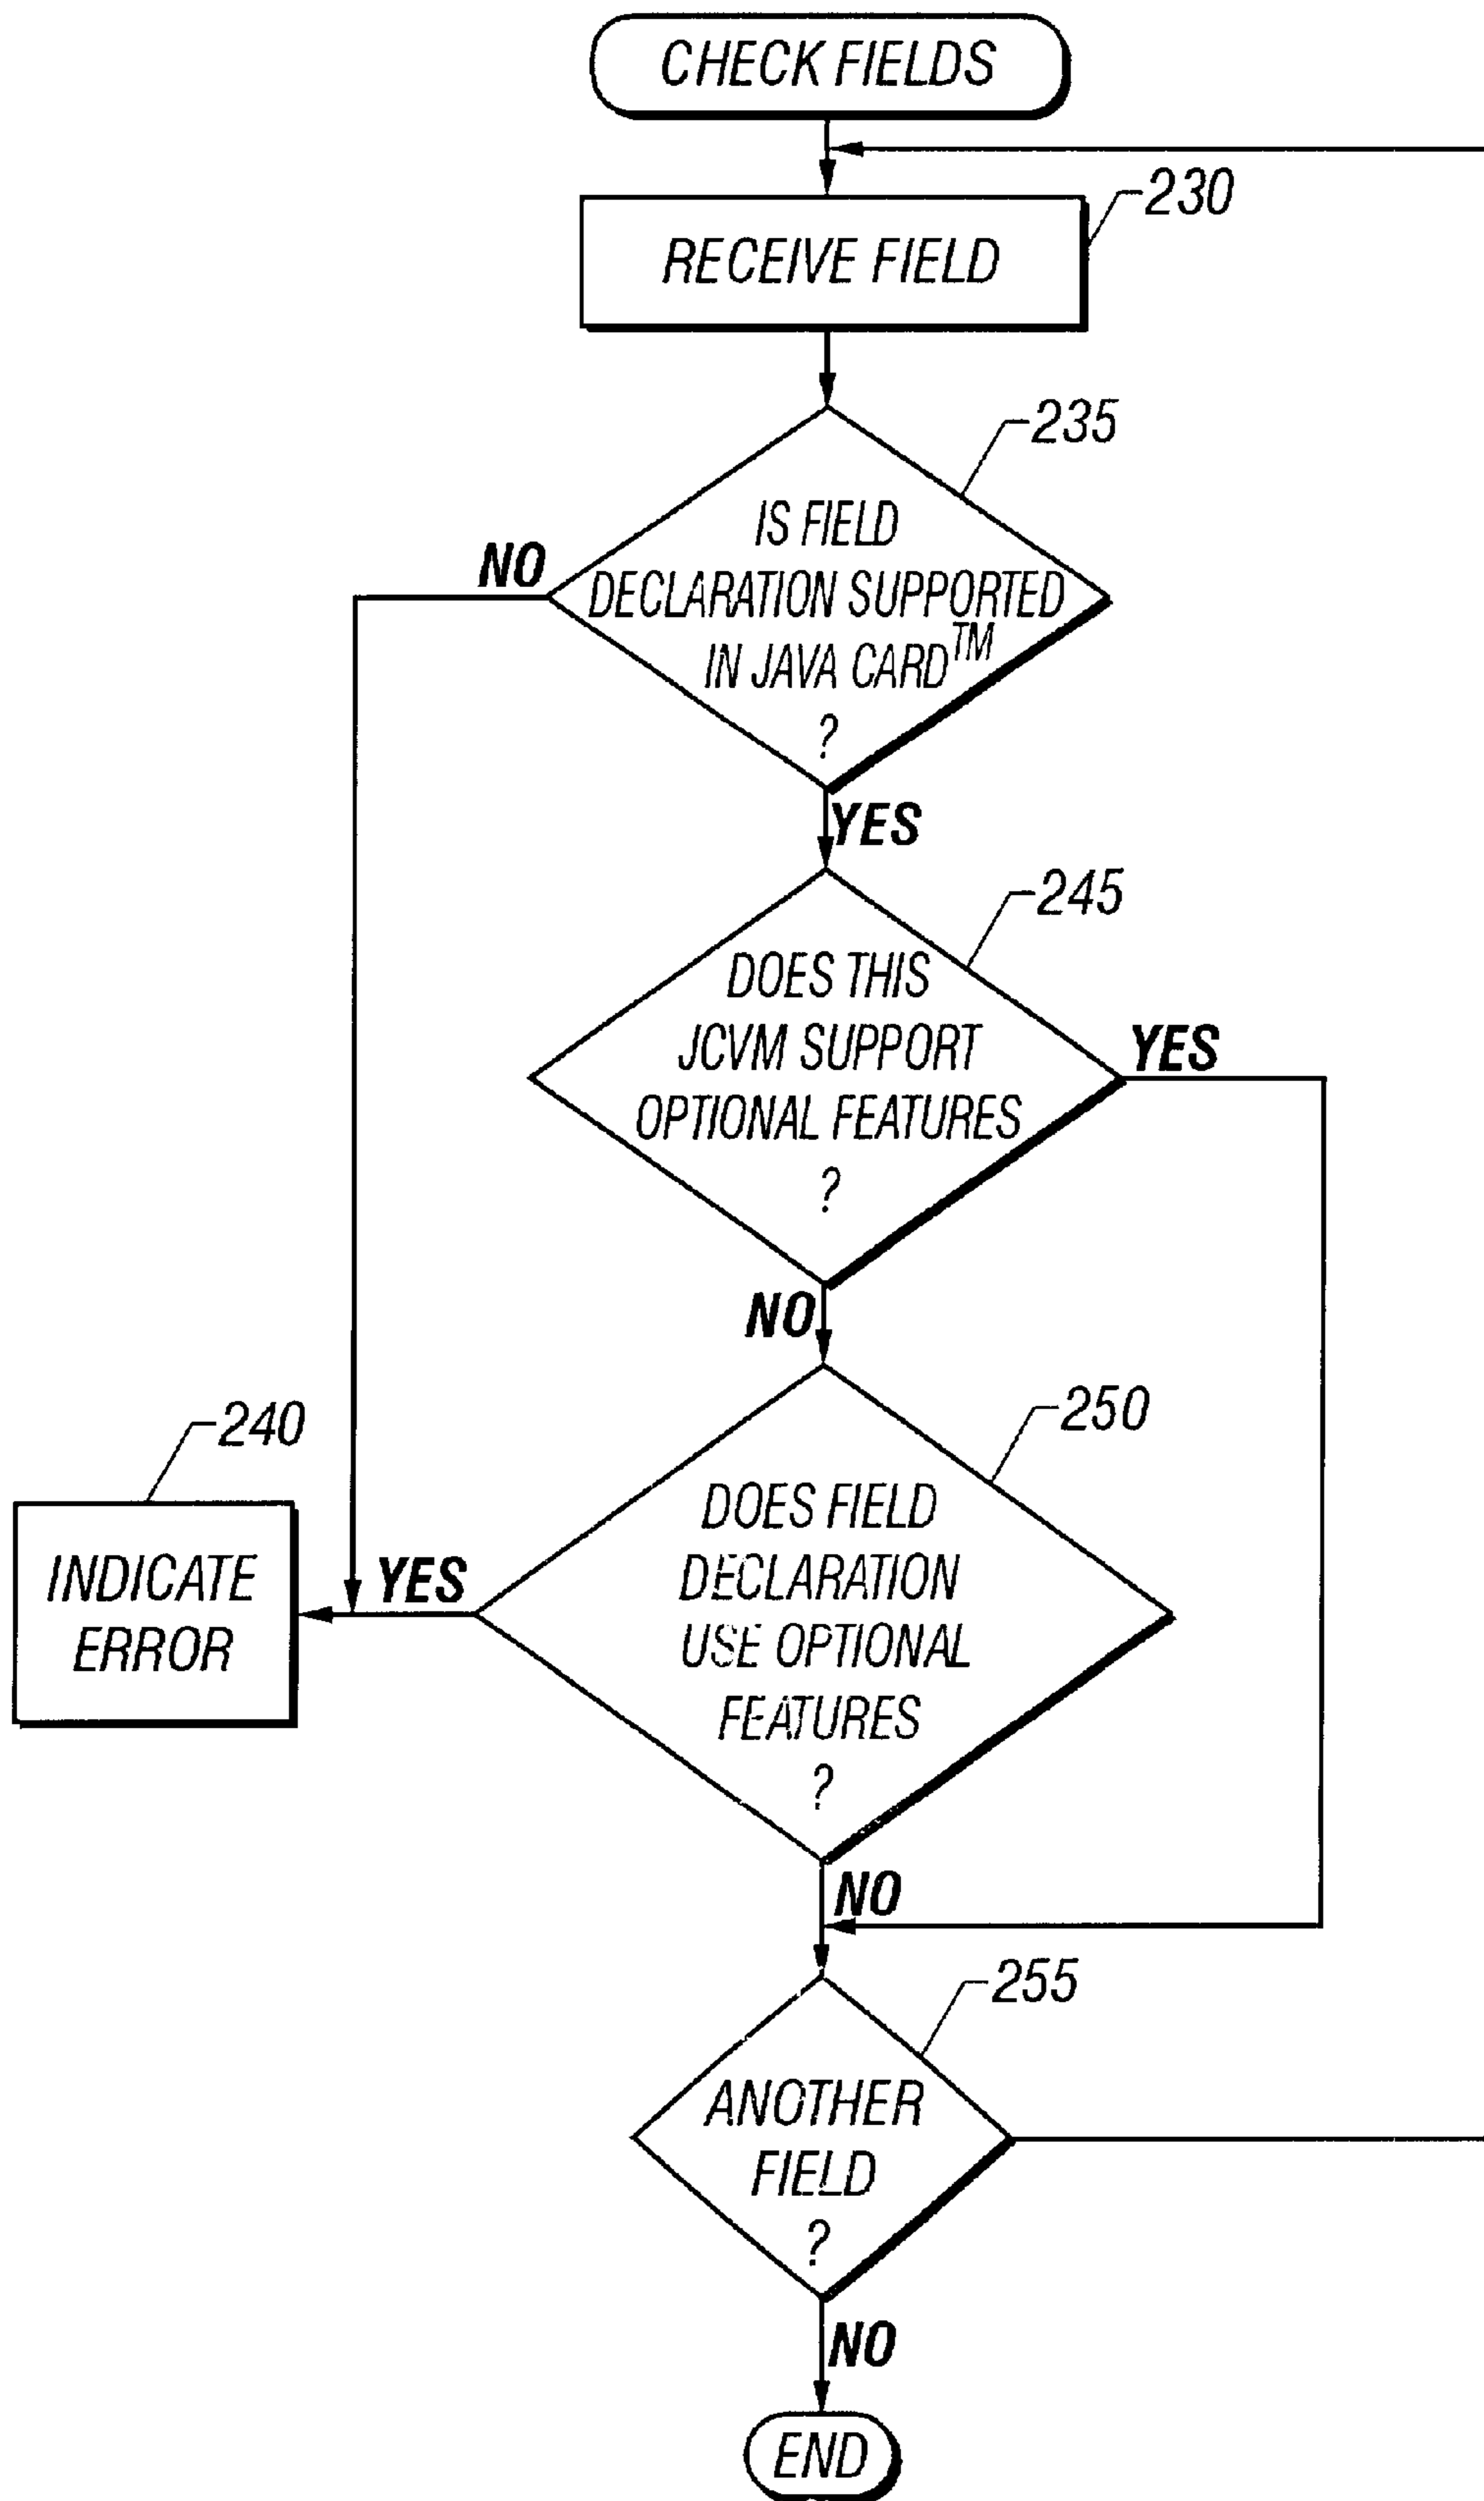 CHECK FIELDS
230
RECEIVE FIELD
235
IS FIELD
DECLARATION SUPPORTED
IN JAVA CARD™
?
NO
YES
245
DOES THIS
JCVM SUPPORT
OPTIONAL FEATURES
?
YES
NO
250
DOES FIELD
DECLARATION
USE OPTIONAL
FEATURES
?
240
INDICATE
ERROR
YES
NO
255
ANOTHER
FIELD
?
NO
END